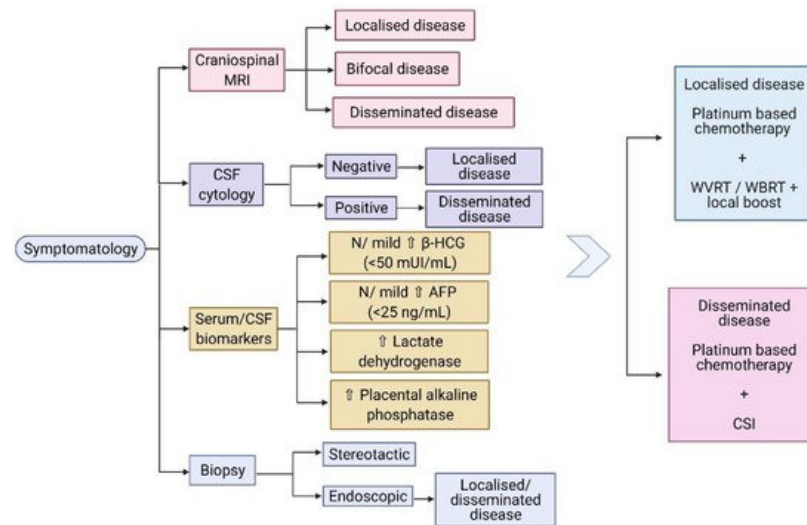 Symptomatology
Craniospinal
MRI
Localised disease
Bifocal disease
Disseminated disease
CSF
cytology
Negative
Localised
disease
Positive
Disseminated
disease
Serum/CSF
biomarkers
N/ mild ⇧ β-HCG
(<50 mUI/mL)
N/ mild ⇧ AFP
(<25 ng/mL)
⇧ Lactate
dehydrogenase
⇧ Placental alkaline
phosphatase
Biopsy
Stereotactic
Endoscopic
Localised/
disseminated
disease
Localised disease
Platinum based
chemotherapy
+
WVRT / WBRT +
local boost
Disseminated
disease
Platinum based
chemotherapy
+
CSI